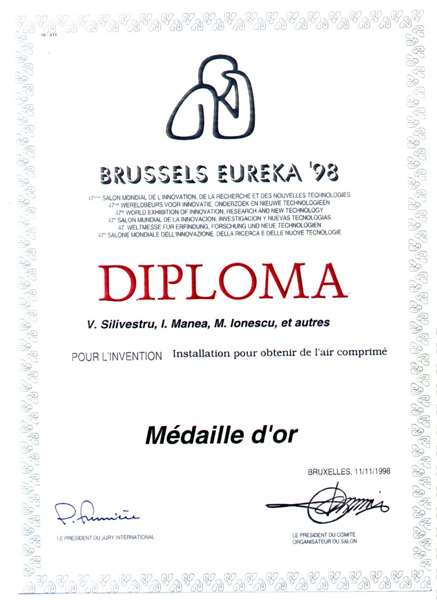 BRUSSELS EUREKA '98
47ème SALON MONDIAL DE L'INNOVATION, DE LA RECHERCHE ET DES NOUVELLES TECHNOLOGIES
47ste WERELDBEURS VOOR INNOVATIE, ONDERZOEK EN NIEUWE TECHNOLOGIEËN
47th WORLD EXHIBITION OF INNOVATION, RESEARCH AND NEW TECHNOLOGY
47° SALON MUNDIAL DE LA INNOVACION, INVESTIGACION Y NUEVAS TECNOLOGIAS
47. WELTMESSE FUR ERFINDUNG, FORSCHUNG UND NEUE TECHNOLOGIEN
47° SALONE MONDIALE DELL'INNOVAZIONE, DELLA RICERCA E DELLE NUOVE TECNOLOGIE
DIPLOMA
V. Silivestru, I. Manea, M. Ionescu, et autres
POUR L'INVENTION Installation pour obtenir de l'air comprimé
Médaille d'or
BRUXELLES, 11/11/1998
LE PRESIDENT DU JURY INTERNATIONAL
LE PRESIDENT DU COMITE
ORGANISATEUR DU SALON